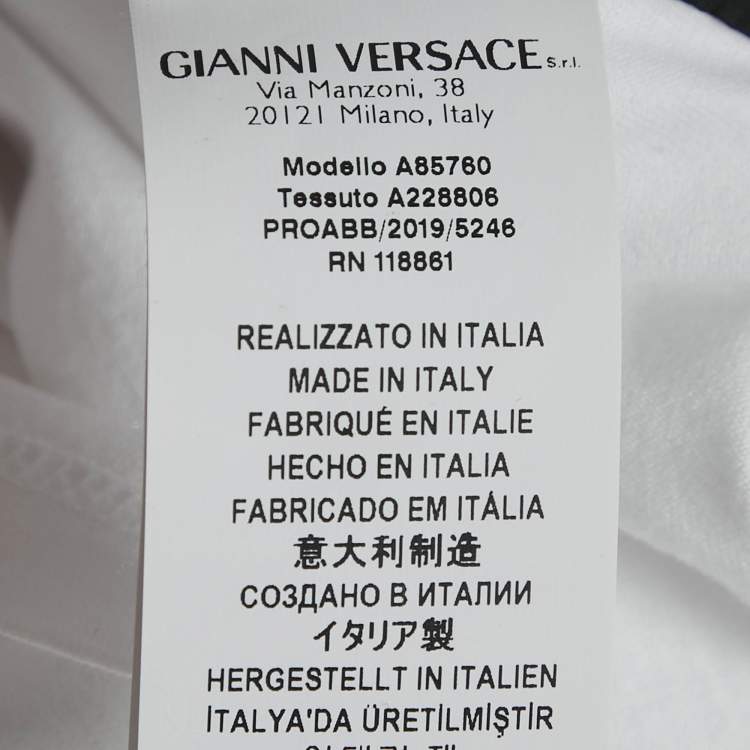 GIANNI VERSACE S.r.l.
Via Manzoni, 38
20121 Milano, Italy
Modello A85760
Tessuto A228806
PROABB/2019/5246
RN 118861
REALIZZATO IN ITALIA
MADE IN ITALY
FABRIQUÉ EN ITALIE
HECHO EN ITALIA
FABRICADO EM ITÁLIA
意大利制造
СОЗДАНО В ИТАЛИИ
イタリア製
HERGESTELLT IN ITALIEN
İTALYA'DA ÜRETİLMİŞTİR